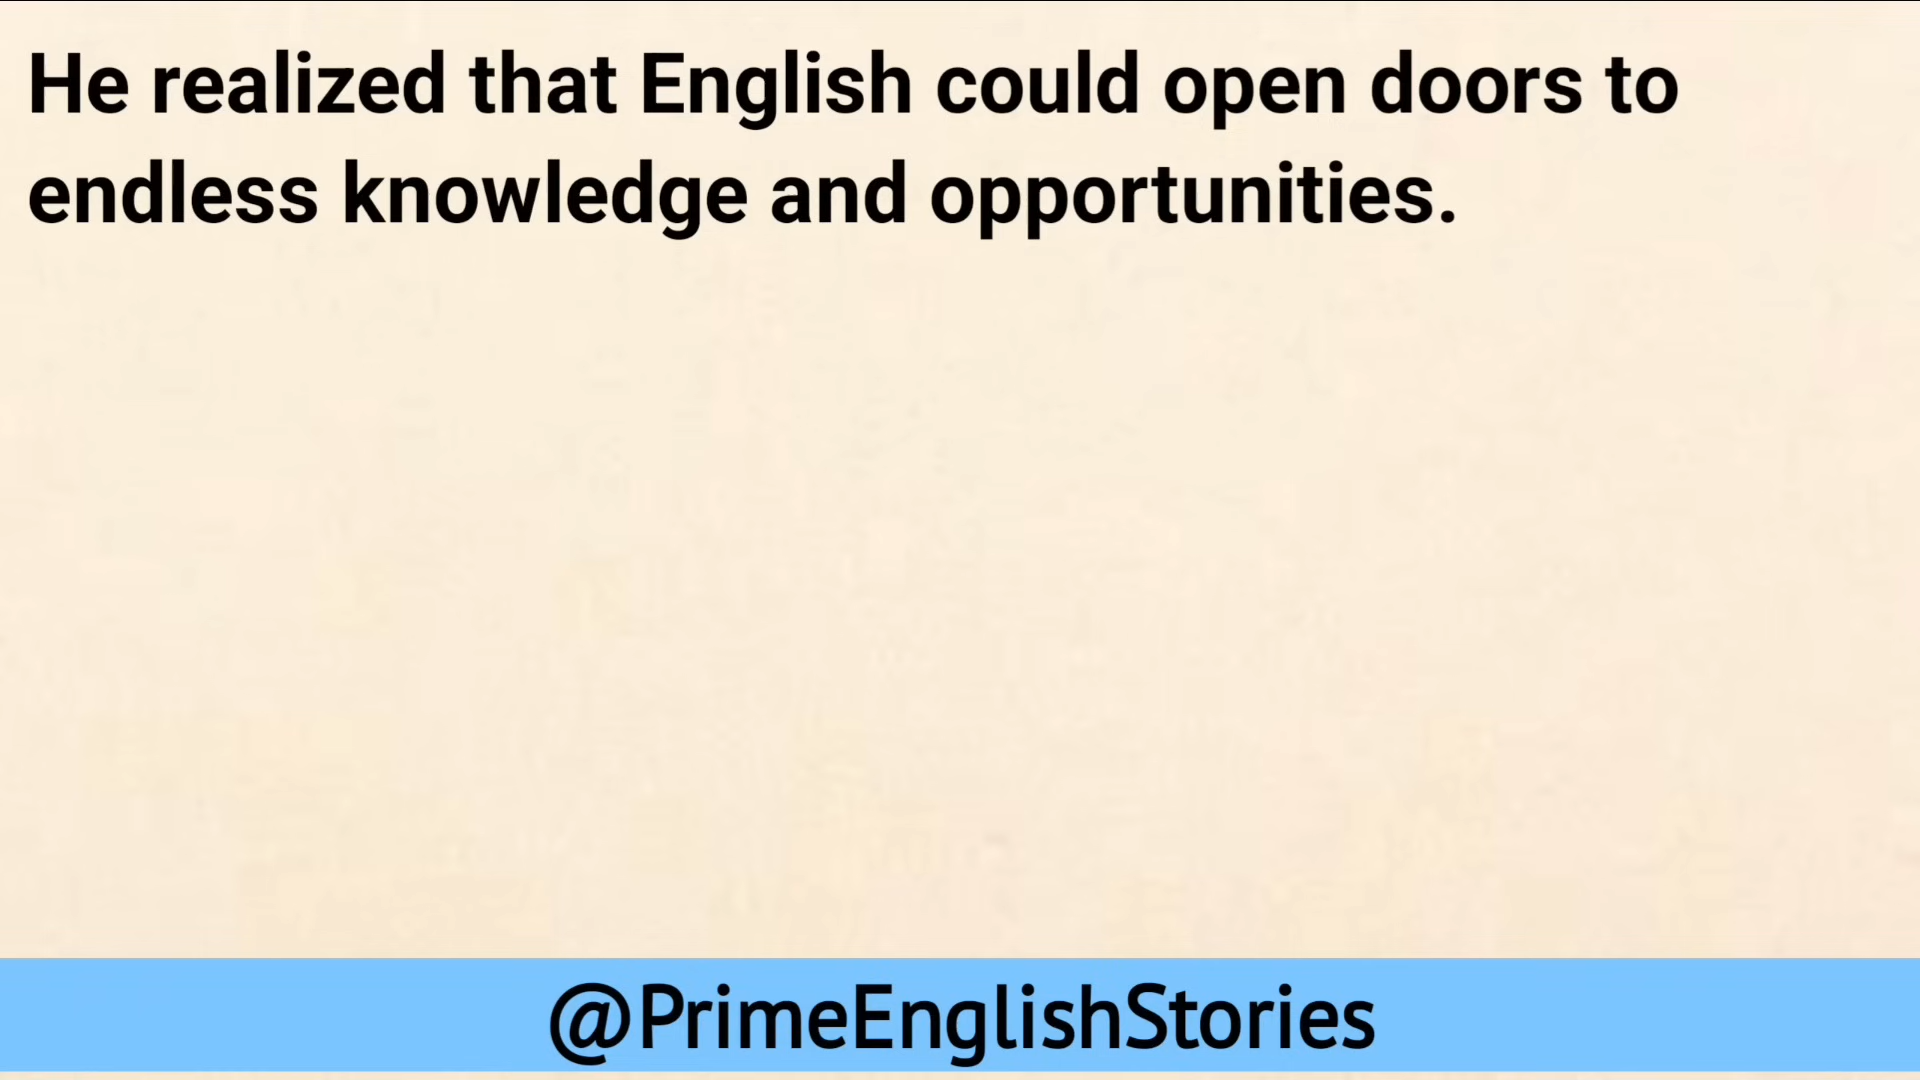 He realized that English could open doors to
endless knowledge and opportunities.
@PrimeEnglishStories